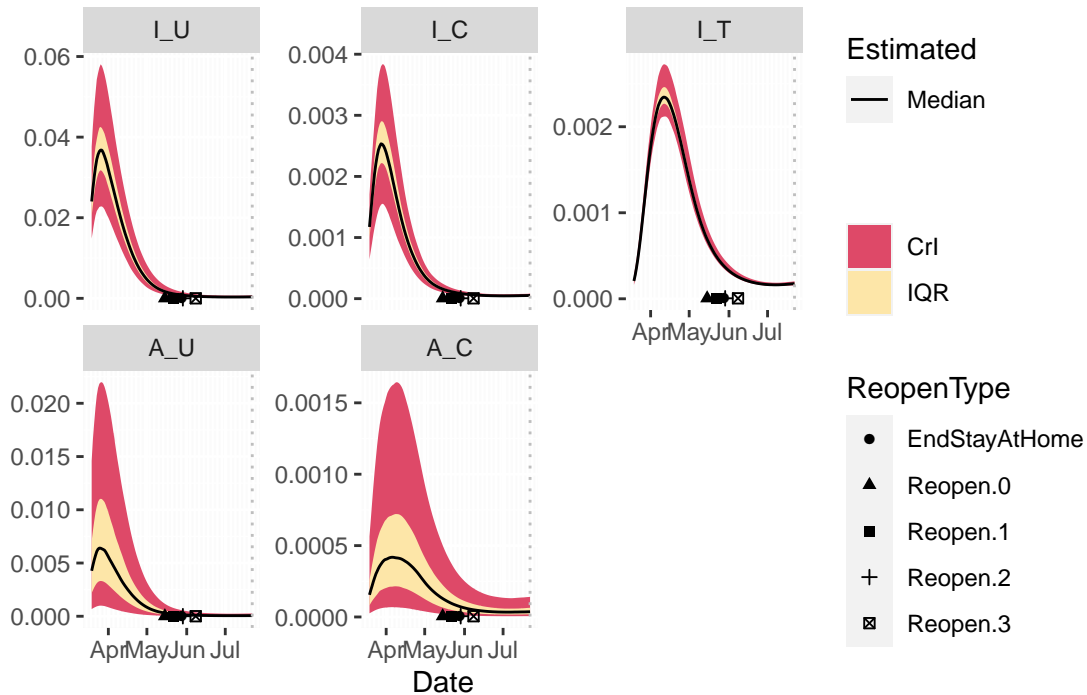 I_U
I_C
I_T
0.06
0.04
0.02
0.00
0.004
0.003
0.002
0.001
0.000
0.002
0.001
0.000
Apr May Jun Jul
A_U
A_C
0.020
0.015
0.010
0.005
0.000
0.0015
0.0010
0.0005
0.0000
Apr May Jun Jul
Apr May Jun Jul
Date
Estimated
Median
CrI
IQR
ReopenType
EndStayAtHome
Reopen.0
Reopen.1
Reopen.2
Reopen.3